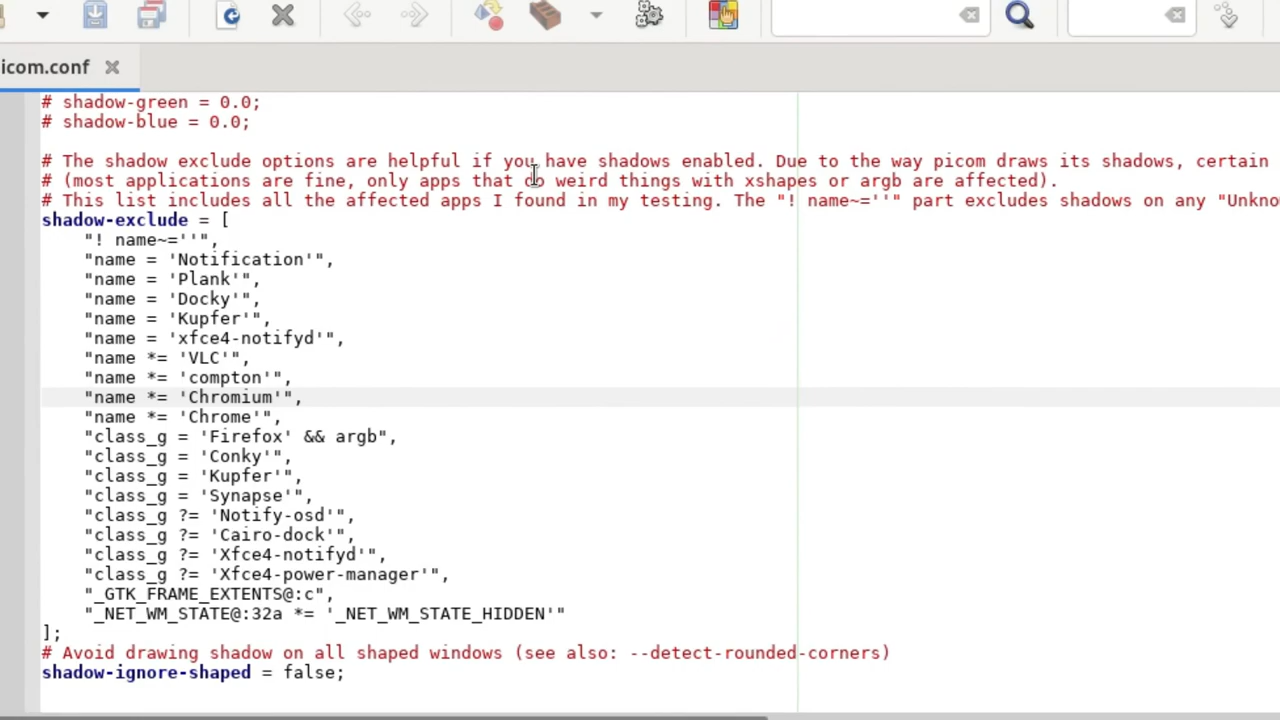 icom.conf
# shadow-green = 0.0;
# shadow-blue = 0.0;
# The shadow exclude options are helpful if you have shadows enabled. Due to the way picom draws its shadows, certain
# (most applications are fine, only apps that do weird things with xshapes or argb are affected).
# This list includes all the affected apps I found in my testing. The "! name~=''" part excludes shadows on any "Unkno
shadow-exclude = [
    "! name~=''",
    "name = 'Notification'",
    "name = 'Plank'",
    "name = 'Docky'",
    "name = 'Kupfer'",
    "name = 'xfce4-notifyd'",
    "name *= 'VLC'",
    "name *= 'compton'",
    "name *= 'Chromium'",
    "name *= 'Chrome'",
    "class_g = 'Firefox' && argb",
    "class_g = 'Conky'",
    "class_g = 'Kupfer'",
    "class_g = 'Synapse'",
    "class_g ?= 'Notify-osd'",
    "class_g ?= 'Cairo-dock'",
    "class_g ?= 'Xfce4-notifyd'",
    "class_g ?= 'Xfce4-power-manager'",
    "_GTK_FRAME_EXTENTS@:c",
    "_NET_WM_STATE@:32a *= '_NET_WM_STATE_HIDDEN'"
];
# Avoid drawing shadow on all shaped windows (see also: --detect-rounded-corners)
shadow-ignore-shaped = false;